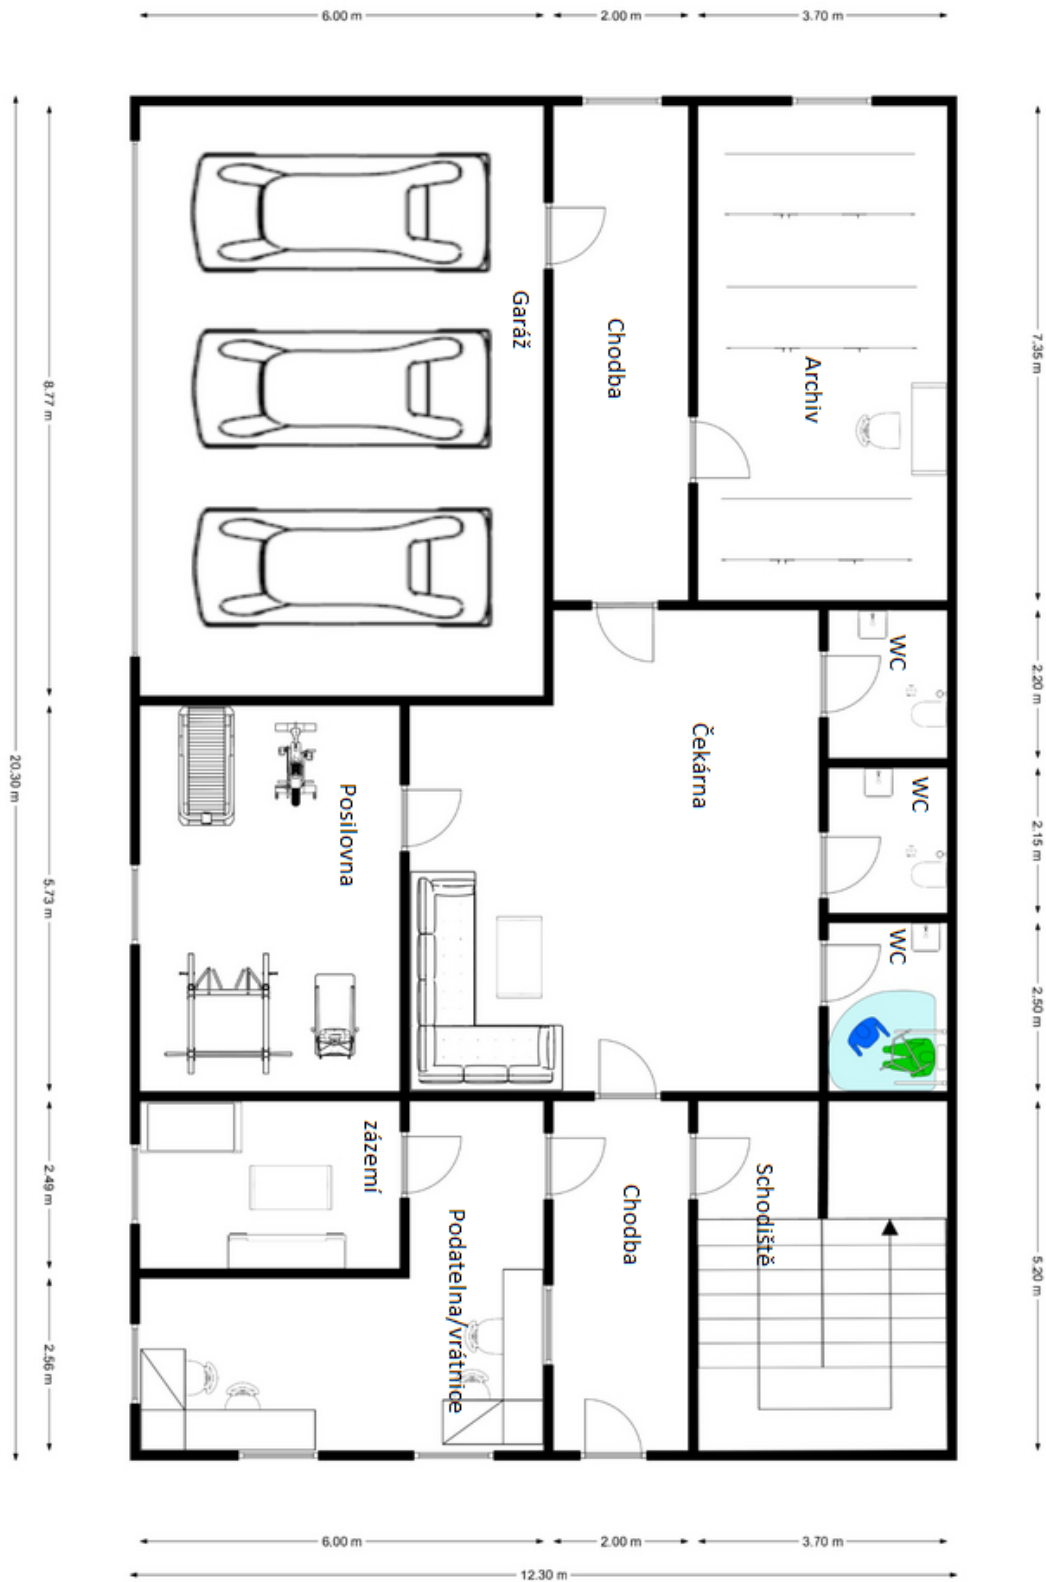 6.00 m
2.00 m
3.70 m
Garáž
Chodba
Archiv
8.77 m
7.35 m
WC
2.20 m
Čekárna
20.30 m
Posilovna
WC
2.15 m
5.73 m
WC
2.50 m
zázemí
2.49 m
Podatelna/vrátnice
Chodba
Schodiště
5.20 m
2.56 m
6.00 m
2.00 m
3.70 m
12.30 m